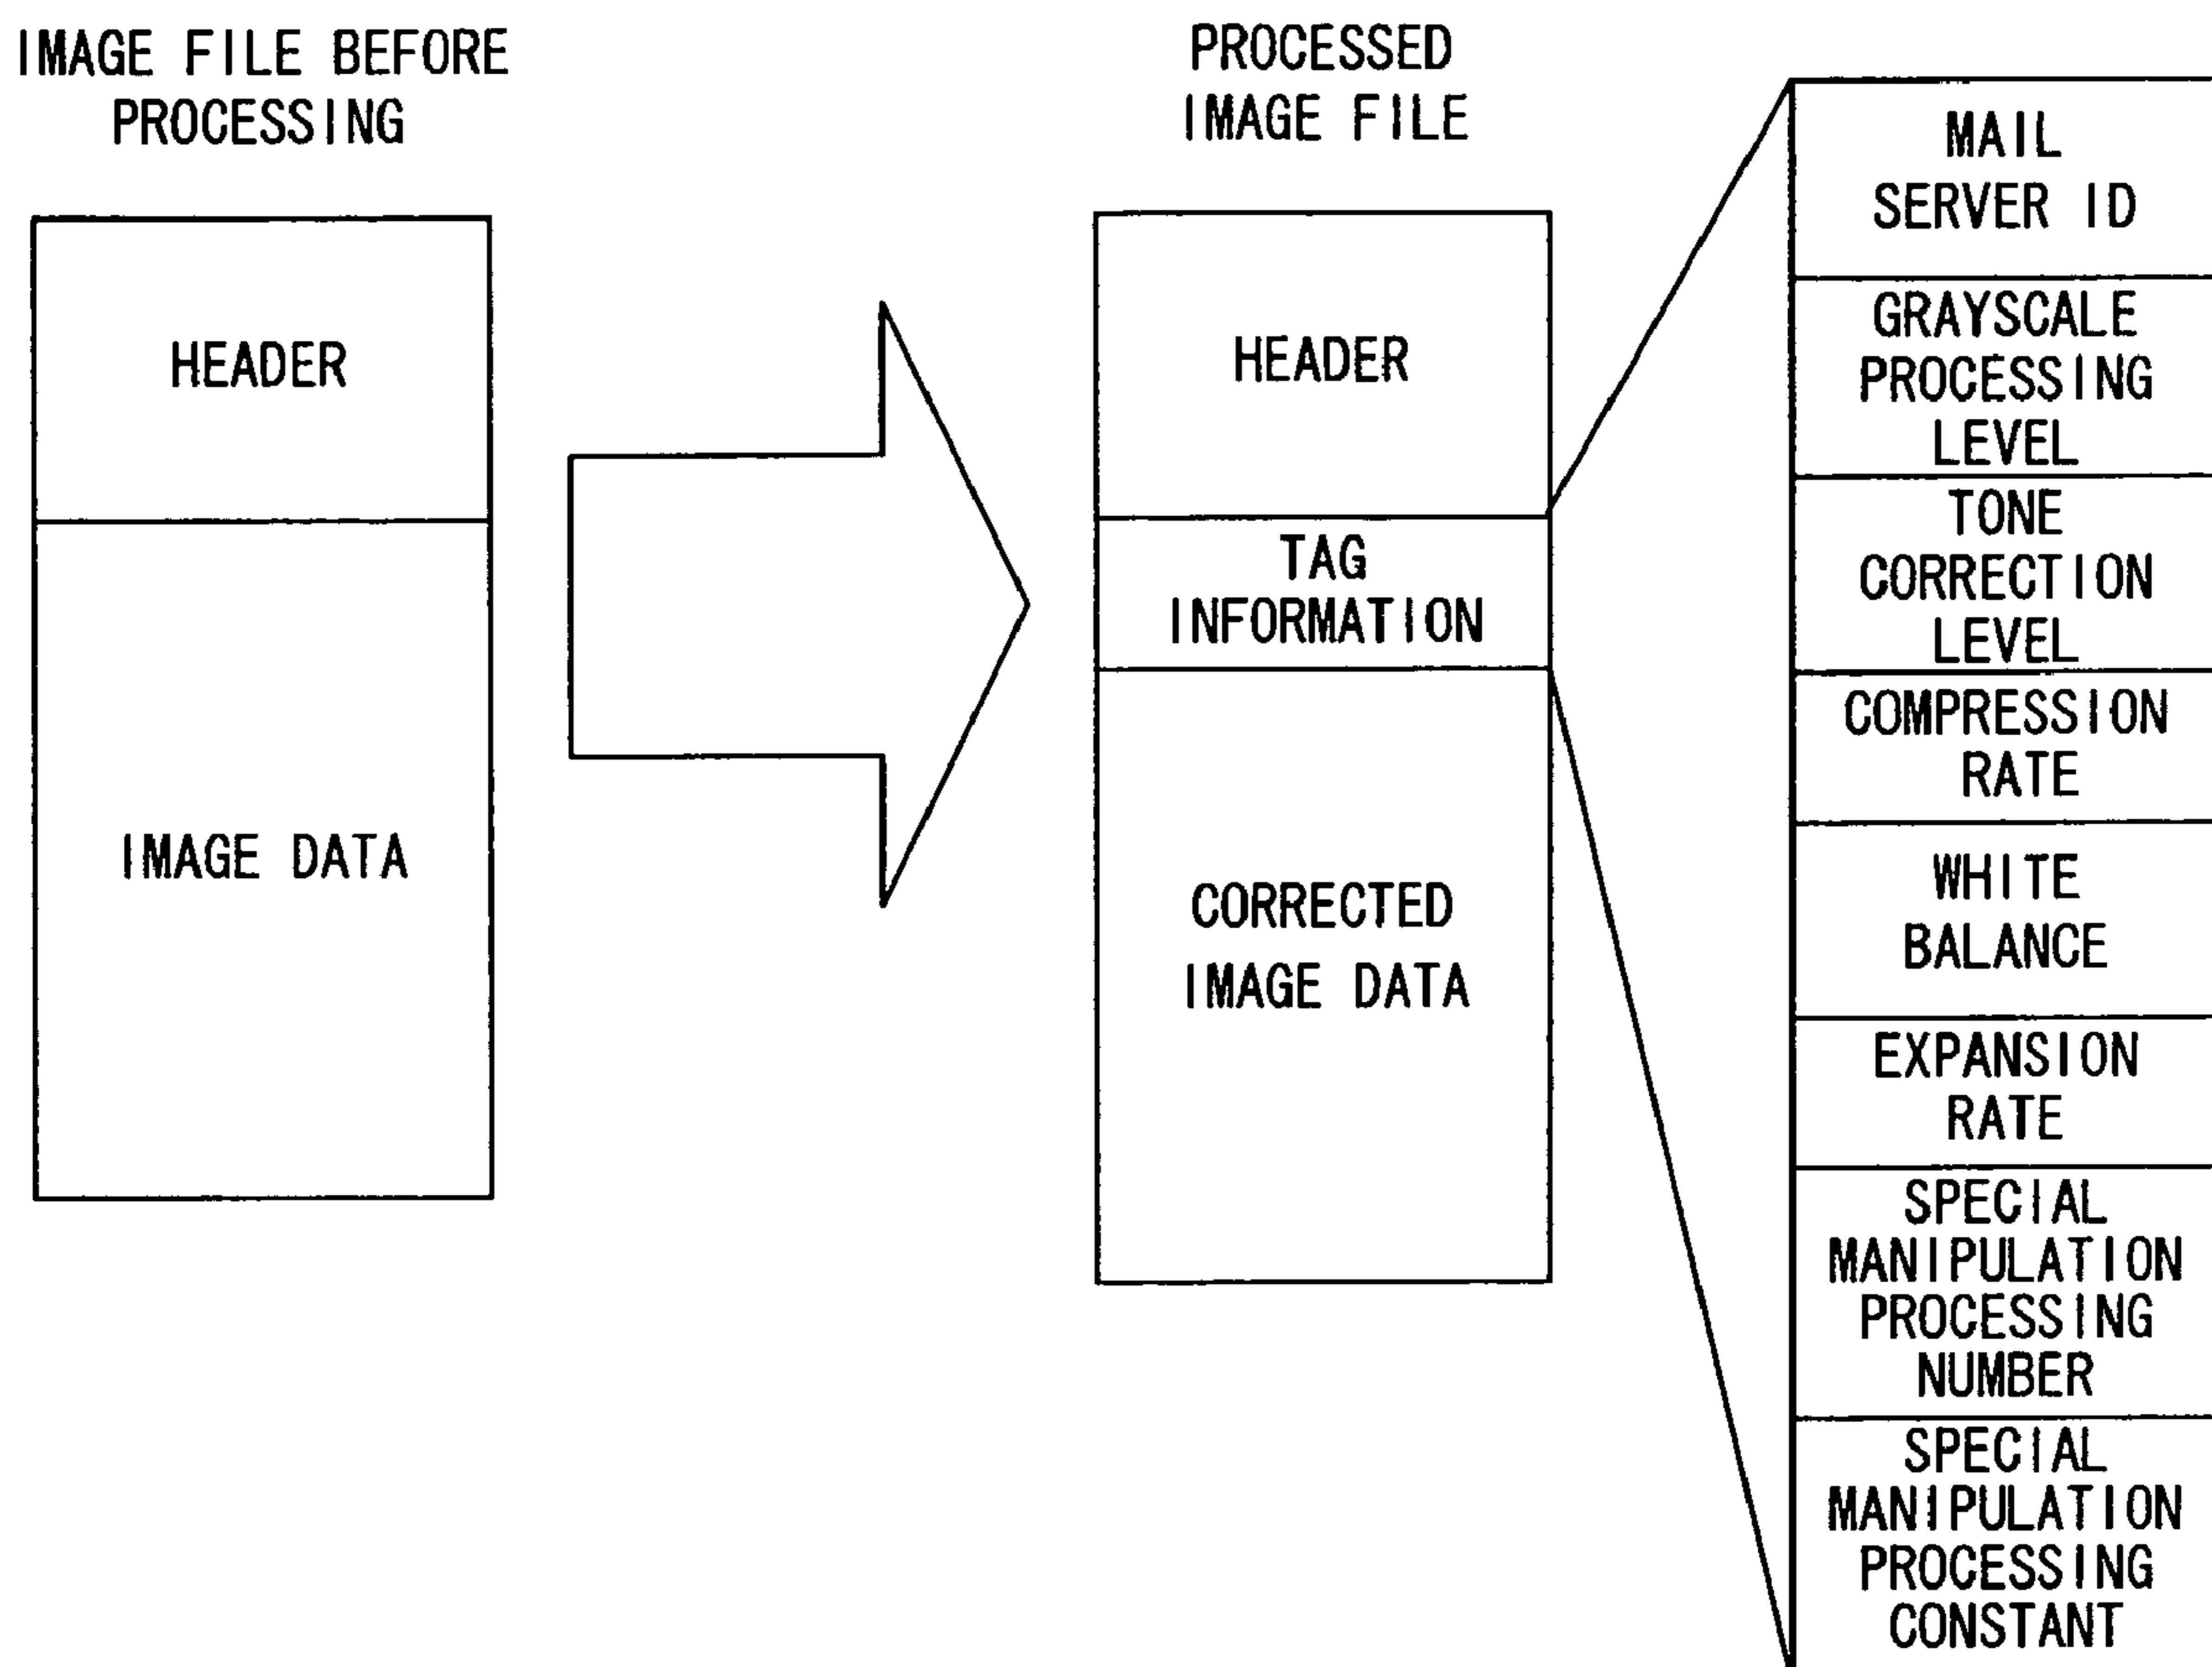 IMAGE FILE BEFORE
PROCESSING
HEADER
IMAGE DATA
PROCESSED
IMAGE FILE
HEADER
TAG
INFORMATION
CORRECTED
IMAGE DATA
MAIL
SERVER ID
GRAYSCALE
PROCESSING
LEVEL
TONE
CORRECTION
LEVEL
COMPRESSION
RATE
WHITE
BALANCE
EXPANSION
RATE
SPECIAL
MANIPULATION
PROCESSING
NUMBER
SPECIAL
MANIPULATION
PROCESSING
CONSTANT